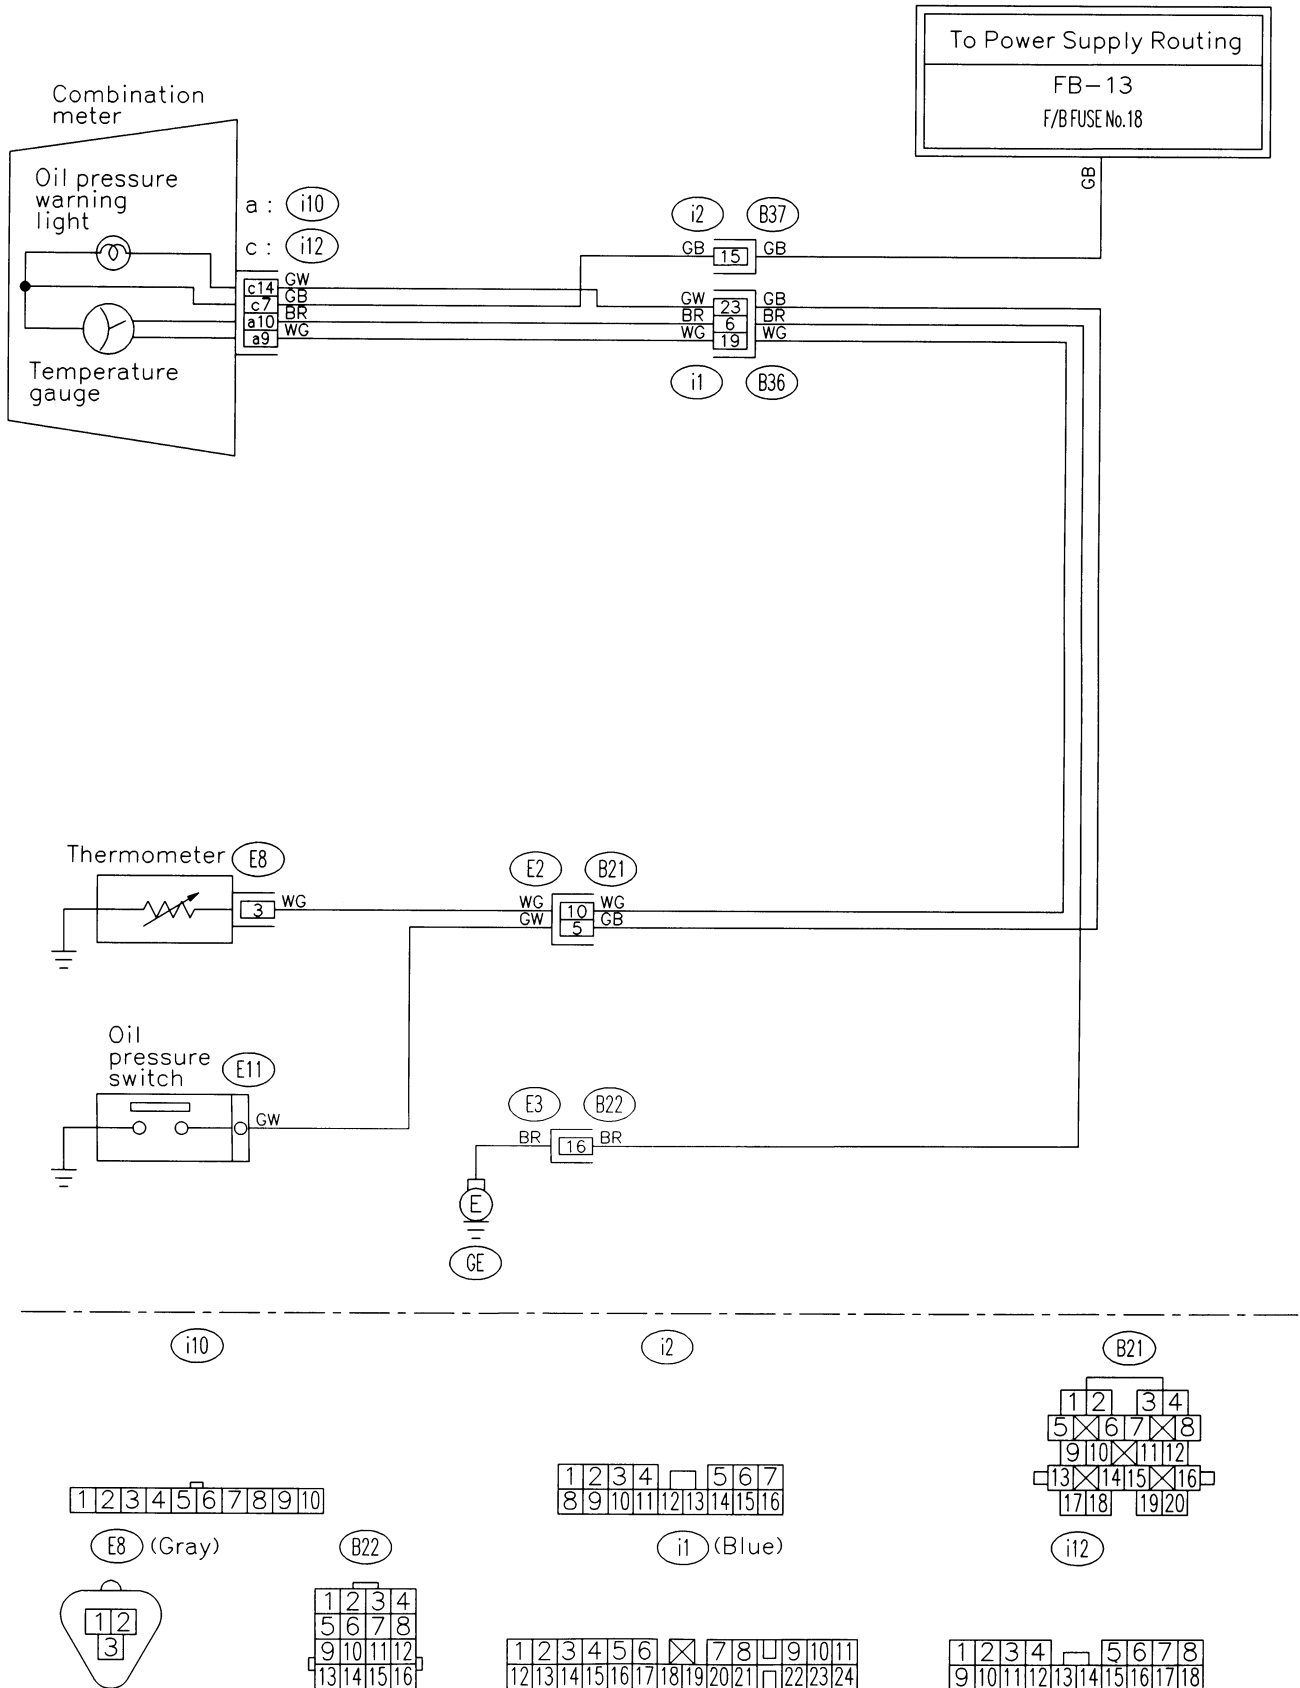 To Power Supply Routing
FB-13
F/B FUSE No.18
GB
Combination
meter
Oil pressure
warning
light
a : i10
c : i12
c14 GW
c7 GB
a10 BR
a9 WG
Temperature
gauge
i2 B37
GB 15 GB
GW 23 GB
BR 6 BR
WG 19 WG
i1 B36
Thermometer E8
3 WG
E2 B21
WG 10 WG
GW 5 GB
Oil
pressure
switch E11
GW
E3 B22
BR 16 BR
E
GE
i10
1 2 3 4 5 6 7 8 9 10
i2
1 2 3 4 5 6 7
8 9 10 11 12 13 14 15 16
B21
1 2 3 4
5 6 7 8
9 10 11 12
13 14 15 16
17 18 19 20
E8 (Gray)
1 2
3
B22
1 2 3 4
5 6 7 8
9 10 11 12
13 14 15 16
i1 (Blue)
1 2 3 4 5 6 7 8 9 10 11
12 13 14 15 16 17 18 19 20 21 22 23 24
i12
1 2 3 4 5 6 7 8
9 10 11 12 13 14 15 16 17 18